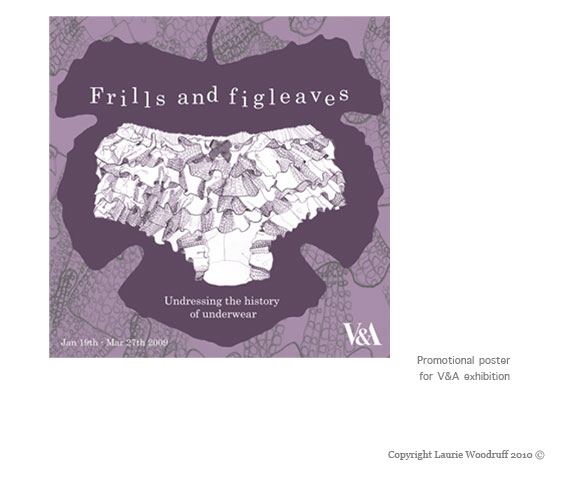 Frills and figleaves
Undressing the history
of underwear
Jan 19th - Mar 27th 2009
V&A
Promotional poster
for V&A exhibition
Copyright Laurie Woodruff 2010 ©